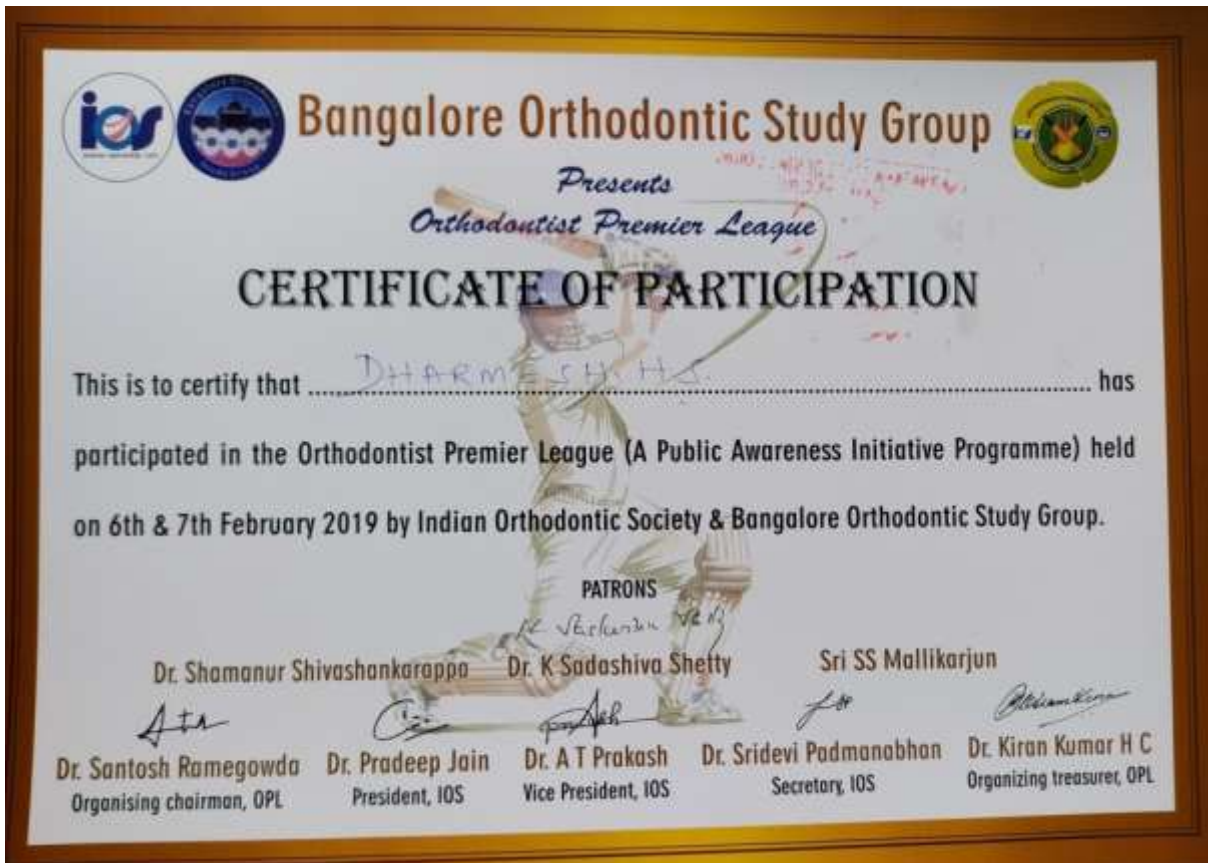 ios
Bangalore Orthodontic Study Group
Presents
Orthodontist Premier League
CERTIFICATE OF PARTICIPATION
This is to certify that DHARMESH. H.J. has
participated in the Orthodontist Premier League (A Public Awareness Initiative Programme) held
on 6th & 7th February 2019 by Indian Orthodontic Society & Bangalore Orthodontic Study Group.
PATRONS
Dr. Shamanur Shivashankarappa Dr. K Sadashiva Shetty Sri SS Mallikarjun
Dr. Santosh Ramegowda Dr. Pradeep Jain Dr. A T Prakash Dr. Sridevi Padmanabhan Dr. Kiran Kumar H C
Organising chairman, OPL President, IOS Vice President, IOS Secretary, IOS Organizing treasurer, OPL